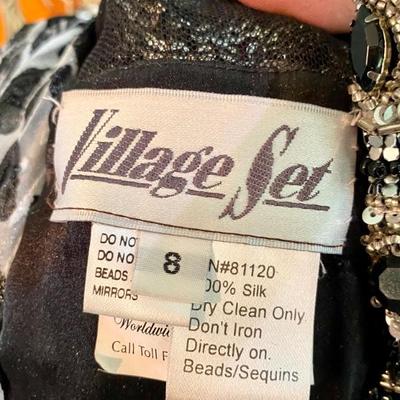 Village Set
8
DO NO
DO NO
BEADS
MIRRORS
N#81120
00% Silk
Dry Clean Only
Don't Iron
Directly on.
Beads/Sequins
Worldwi
Call Toll F